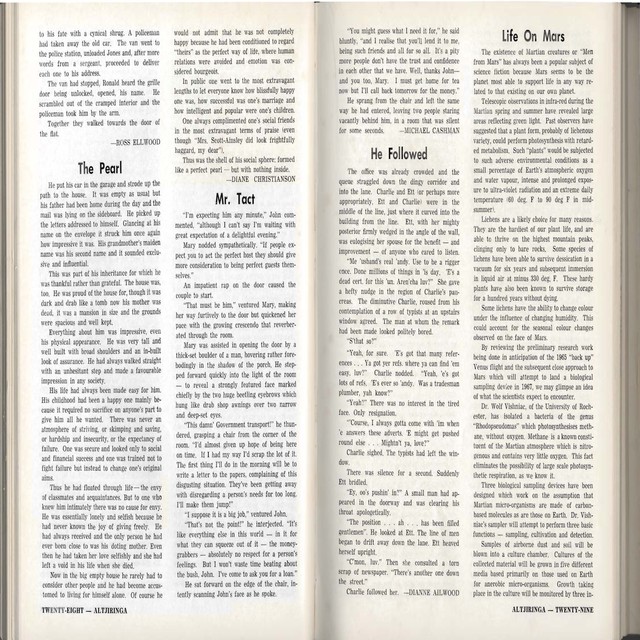 to his fate with a cynical shrug. A policeman
had taken away the old car. The van went to
the police station, unloaded Jones and, after more
words from a sergeant, proceeded to deliver
each one to his address.
The van had stopped, Ronald heard the grille
door being unlocked, opened, his name. He
scrambled out of the cramped interior and the
policeman took him by the arm.
Together they walked towards the door of
the flat.
—ROSS ELLWOOD
The Pearl
He put his car in the garage and strode up the
path to the house. It was empty as usual but
his father had been home during the day and the
mail was lying on the sideboard. He picked up
the letters addressed to himself. Glancing at his
name on the envelope it struck him once again
how impressive it was. His grandmother's maiden
name was his second name and it sounded exclu-
sive and influential.
This was part of his inheritance for which he
was thankful rather than grateful. The house was,
too. He was proud of the house for, though it was
dark and drab like a tomb now his mother was
dead, it was a mansion in size and the grounds
were spacious and well kept.
Everything about him was impressive, even
his physical appearance. He was very tall and
well built with broad shoulders and an in-built
look of assurance. He had always walked straight
with an unhesitant step and made a favourable
impression in any society.
His life had always been made easy for him.
His childhood had been a happy one mainly be-
cause it required no sacrifice on anyone's part to
give him all he wanted. There was never an
atmosphere of striving, or skimping and saving,
or hardship and insecurity, or the expectancy of
failure. One was secure and looked only to social
and financial success and one was trained not to
fight failure but instead to change one's original
aims.
Thus he had floated through life — the envy
of classmates and acquaintances. But to one who
knew him intimately there was no cause for envy.
He was essentially lonely and selfish because he
had never known the joy of giving freely. He
had always received and the only person he had
ever been close to was his doting mother. Even
then he had taken her love selfishly and she had
left a void in his life when she died.
Now in the big empty house he rarely had to
consider other people and he had become accus-
tomed to living for himself alone. Of course he
would not admit that he was not completely
happy because he had been conditioned to regard
"theirs" as the perfect way of life, where human
relations were avoided and emotion was con-
sidered bourgeois.
In public one went to the most extravagant
lengths to let everyone know how blissfully happy
one was, how successful was one's marriage and
how intelligent and popular were one's children.
One always complimented one's social friends
in the most extravagant terms of praise (even
though "Mrs. Scott-Ainsley did look frightfully
haggard, my dear").
Thus was the shell of his social sphere: formed
like a perfect pearl — but with nothing inside.
—DIANE CHRISTIANSON
Mr. Tact
"I'm expecting him any minute," John com-
mented, "although I can't say I'm waiting with
great expectation of a delightful evening."
Mary nodded sympathetically. "If people ex-
pect you to act the perfect host they should give
more consideration to being perfect guests them-
selves."
An impatient rap on the door caused the
couple to start.
"That must be him," ventured Mary, making
her way furtively to the door but quickened her
pace with the growing crescendo that reverber-
ated through the room.
Mary was assisted in opening the door by a
thick-set boulder of a man, hovering rather fore-
bodingly in the shadow of the porch. He step-
ped forward quickly into the light of the room
— to reveal a strongly featured face marked
chiefly by the two huge beetling eyebrows which
hung like drab shop awnings over two narrow
and deep-set eyes.
"This damn' Government transport!" he thun-
dered, grasping a chair from the corner of the
room. "I'd almost given up hope of being here
on time. If I had my way I'd scrap the lot of it.
The first thing I'll do in the morning will be to
write a letter to the papers, complaining of this
disgusting situation. They've been getting away
with disregarding a person's needs for too long.
I'll make them jump!"
"I suppose it is a big job," ventured John.
"That's not the point!" he interjected. "It's
like everything else in this world — in it for
what they can squeeze out of it — the money-
grabbers — absolutely no respect for a person's
feelings. But I won't waste time beating about
the bush, John. I've come to ask you for a loan."
He sat forward on the edge of the chair, in-
tently scanning John's face as he spoke.
TWENTY-EIGHT – ALTJIRINGA
"You might guess what I need it for," he said
bluntly, "and I realise that you'll lend it to me,
being such friends and all for so all. It's a pity
more people don't have the trust and confidence
in each other that we have. Well, thanks John—
and you too, Mary. I must get home for tea
now but I'll call back tomorrow for the money."
He sprang from the chair and left the same
way he had entered, leaving two people staring
vacantly behind him, in a room that was silent
for some seconds. —MICHAEL CASHMAN
He Followed
The office was already crowded and the
queue straggled down the dingy corridor and
into the lane. Charlie and Ett (or perhaps more
appropriately, Ett and Charlie) were in the
middle of the line, just where it curved into the
building from the line. Ett, with her mighty
posterior firmly wedged in the angle of the wall,
was eulogising her spouse for the benefit — and
improvement — of anyone who cared to listen.
"Me 'usband's real 'andy. Use to be a rigger
once. Done millions of things in 'is day. 'E's a
dead cert. for this 'un. Aren'cha luv?" She gave
a hefty nudge in the region of Charlie's pan-
creas. The diminutive Charlie, roused from his
contemplation of a row of typists at an upstairs
window agreed. The man at whom the remark
had been made looked politely bored.
"S'that so?"
"Yeah, for sure. 'E's got that many refer-
ences . . . Ya got yer refs. where ya can find 'em
easy, luv?" Charlie nodded. "Yeah, 'e's got
lots of refs. 'E's ever so 'andy. Was a tradesman
plumber, yah know?"
"Yeah?" There was no interest in the tired
face. Only resignation.
"Course, I always gotta come with 'im when
'e answers these adverts. 'E might get pushed
round else . . . Mightn't ya, love?"
Charlie sighed. The typists had left the win-
dow.
There was silence for a second. Suddenly
Ett bridled.
"Ey, oo's pushin' in?" A small man had ap-
peared in the doorway and was clearing his
throat apologetically.
"The position . . . ah . . . has been filled
gentlemen". He looked at Ett. The line of men
began to drift away down the lane. Ett heaved
herself upright.
"C'mon, luv." Then she consulted a torn
scrap of newspaper. "There's another one down
the street."
Charlie followed her. —DIANNE AILWOOD
Life On Mars
The existence of Martian creatures or "Men
from Mars" has always been a popular subject of
science fiction because Mars seems to be the
planet most able to support life in any way re-
lated to that existing on our own planet.
Telescopic observations in infra-red during the
Martian spring and summer have revealed large
areas reflecting green light. Past observers have
suggested that a plant form, probably of lichenous
variety, could perform photosynthesis with retard-
ed metabolism. Such "plants" would be subjected
to such adverse environmental conditions as a
small percentage of Earth's atmospheric oxygen
and water vapour, intense and prolonged expos-
ure to ultra-violet radiation and an extreme daily
temperature (60 deg. F to 90 deg. F in mid-
summer).
Lichens are a likely choice for many reasons.
They are the hardiest of our plant life, and are
able to thrive on the highest mountain peaks,
clinging only to bare rocks. Some species of
lichens have been able to survive desiccation in a
vacuum for six years and subsequent immersion
in liquid air at minus 330 deg. F. These hardy
plants have also been known to survive storage
for a hundred years without dying.
Some lichens have the ability to change colour
under the influence of changing humidity. This
could account for the seasonal colour changes
observed on the face of Mars.
By reviewing the preliminary research work
being done in anticipation of the 1965 "back up"
Venus flight and the subsequent close approach to
Mars which will attempt to land a biological
sampling device in 1967, we may glimpse an idea
of what the scientists expect to encounter.
Dr. Wolf Vishniac, of the University of Roch-
ester, has isolated a bacteria of the genus
"Rhodopseudomas" which photosynthesises meth-
ane, without oxygen. Methane is a known consti-
tuent of the Martian atmosphere which is nitro-
genous and contains very little oxygen. This fact
eliminates the possibility of large scale photosyn-
thetic respiration, as we know it.
Three biological sampling devices have been
designed which work on the assumption that
Martian micro-organisms are made of carbon-
based molecules as are those on Earth. Dr. Vish-
niac's sampler will attempt to perform three basic
functions — sampling, cultivation and detection.
Samples of airborne dust and soil will be
blown into a culture chamber. Cultures of the
collected material will be grown in five different
media based primarily on those used on Earth
for anerobic micro-organisms. Growth taking
place in the culture will be monitored by three in-
ALTJIRINGA – TWENTY-NINE